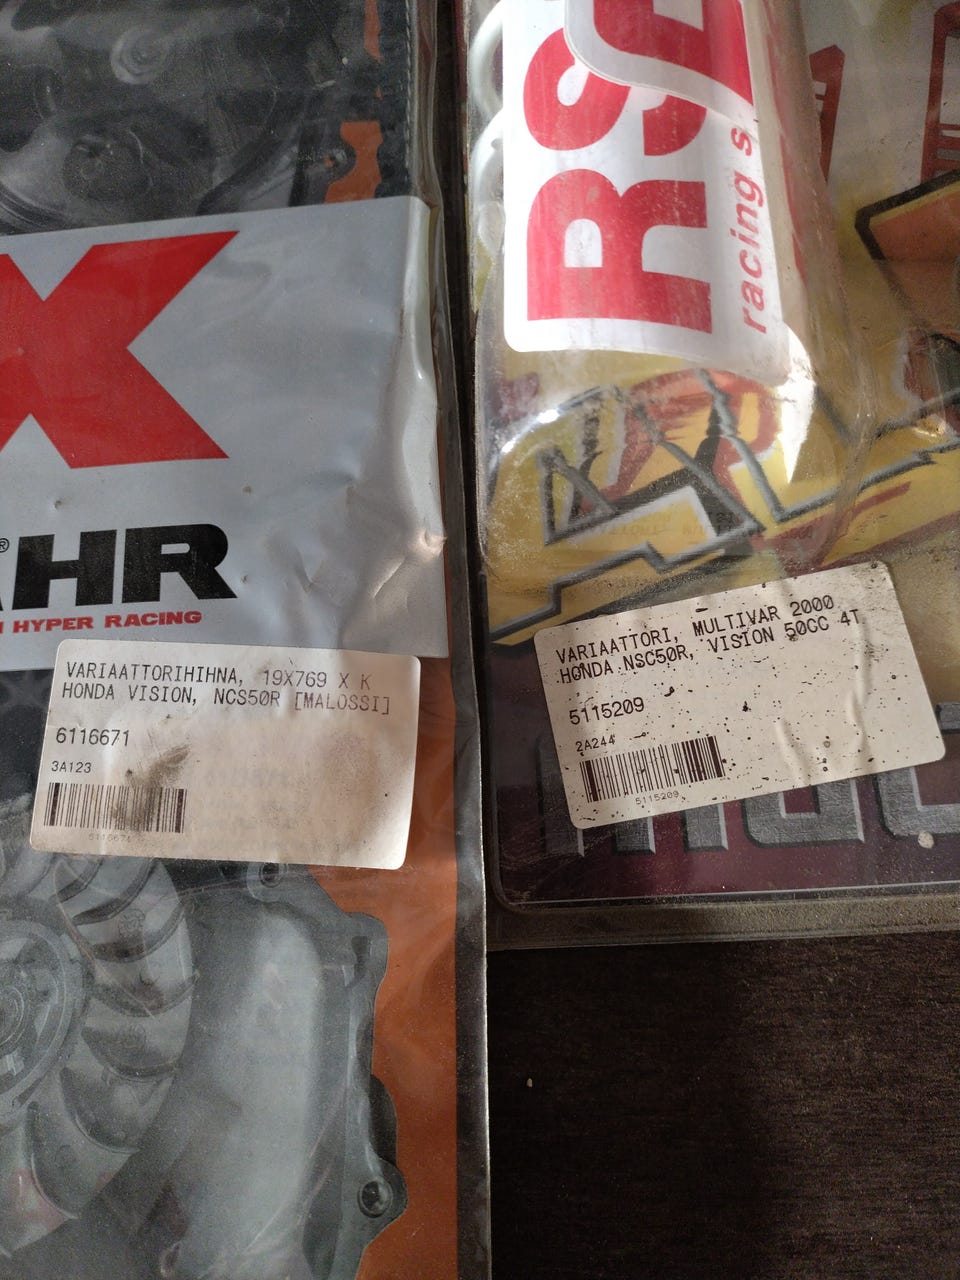 X
®
HR
HYPER RACING
VARIAATTORIHIHNA, 19X769 X K
HONDA VISION, NCS50R [MALOSSI]
6116671
3A123
6116671
RS
racing s
VARIAATTORI, MULTIVAR 2000
HONDA NSC50R, VISION 50CC 4T
5115209
2A244
5115209